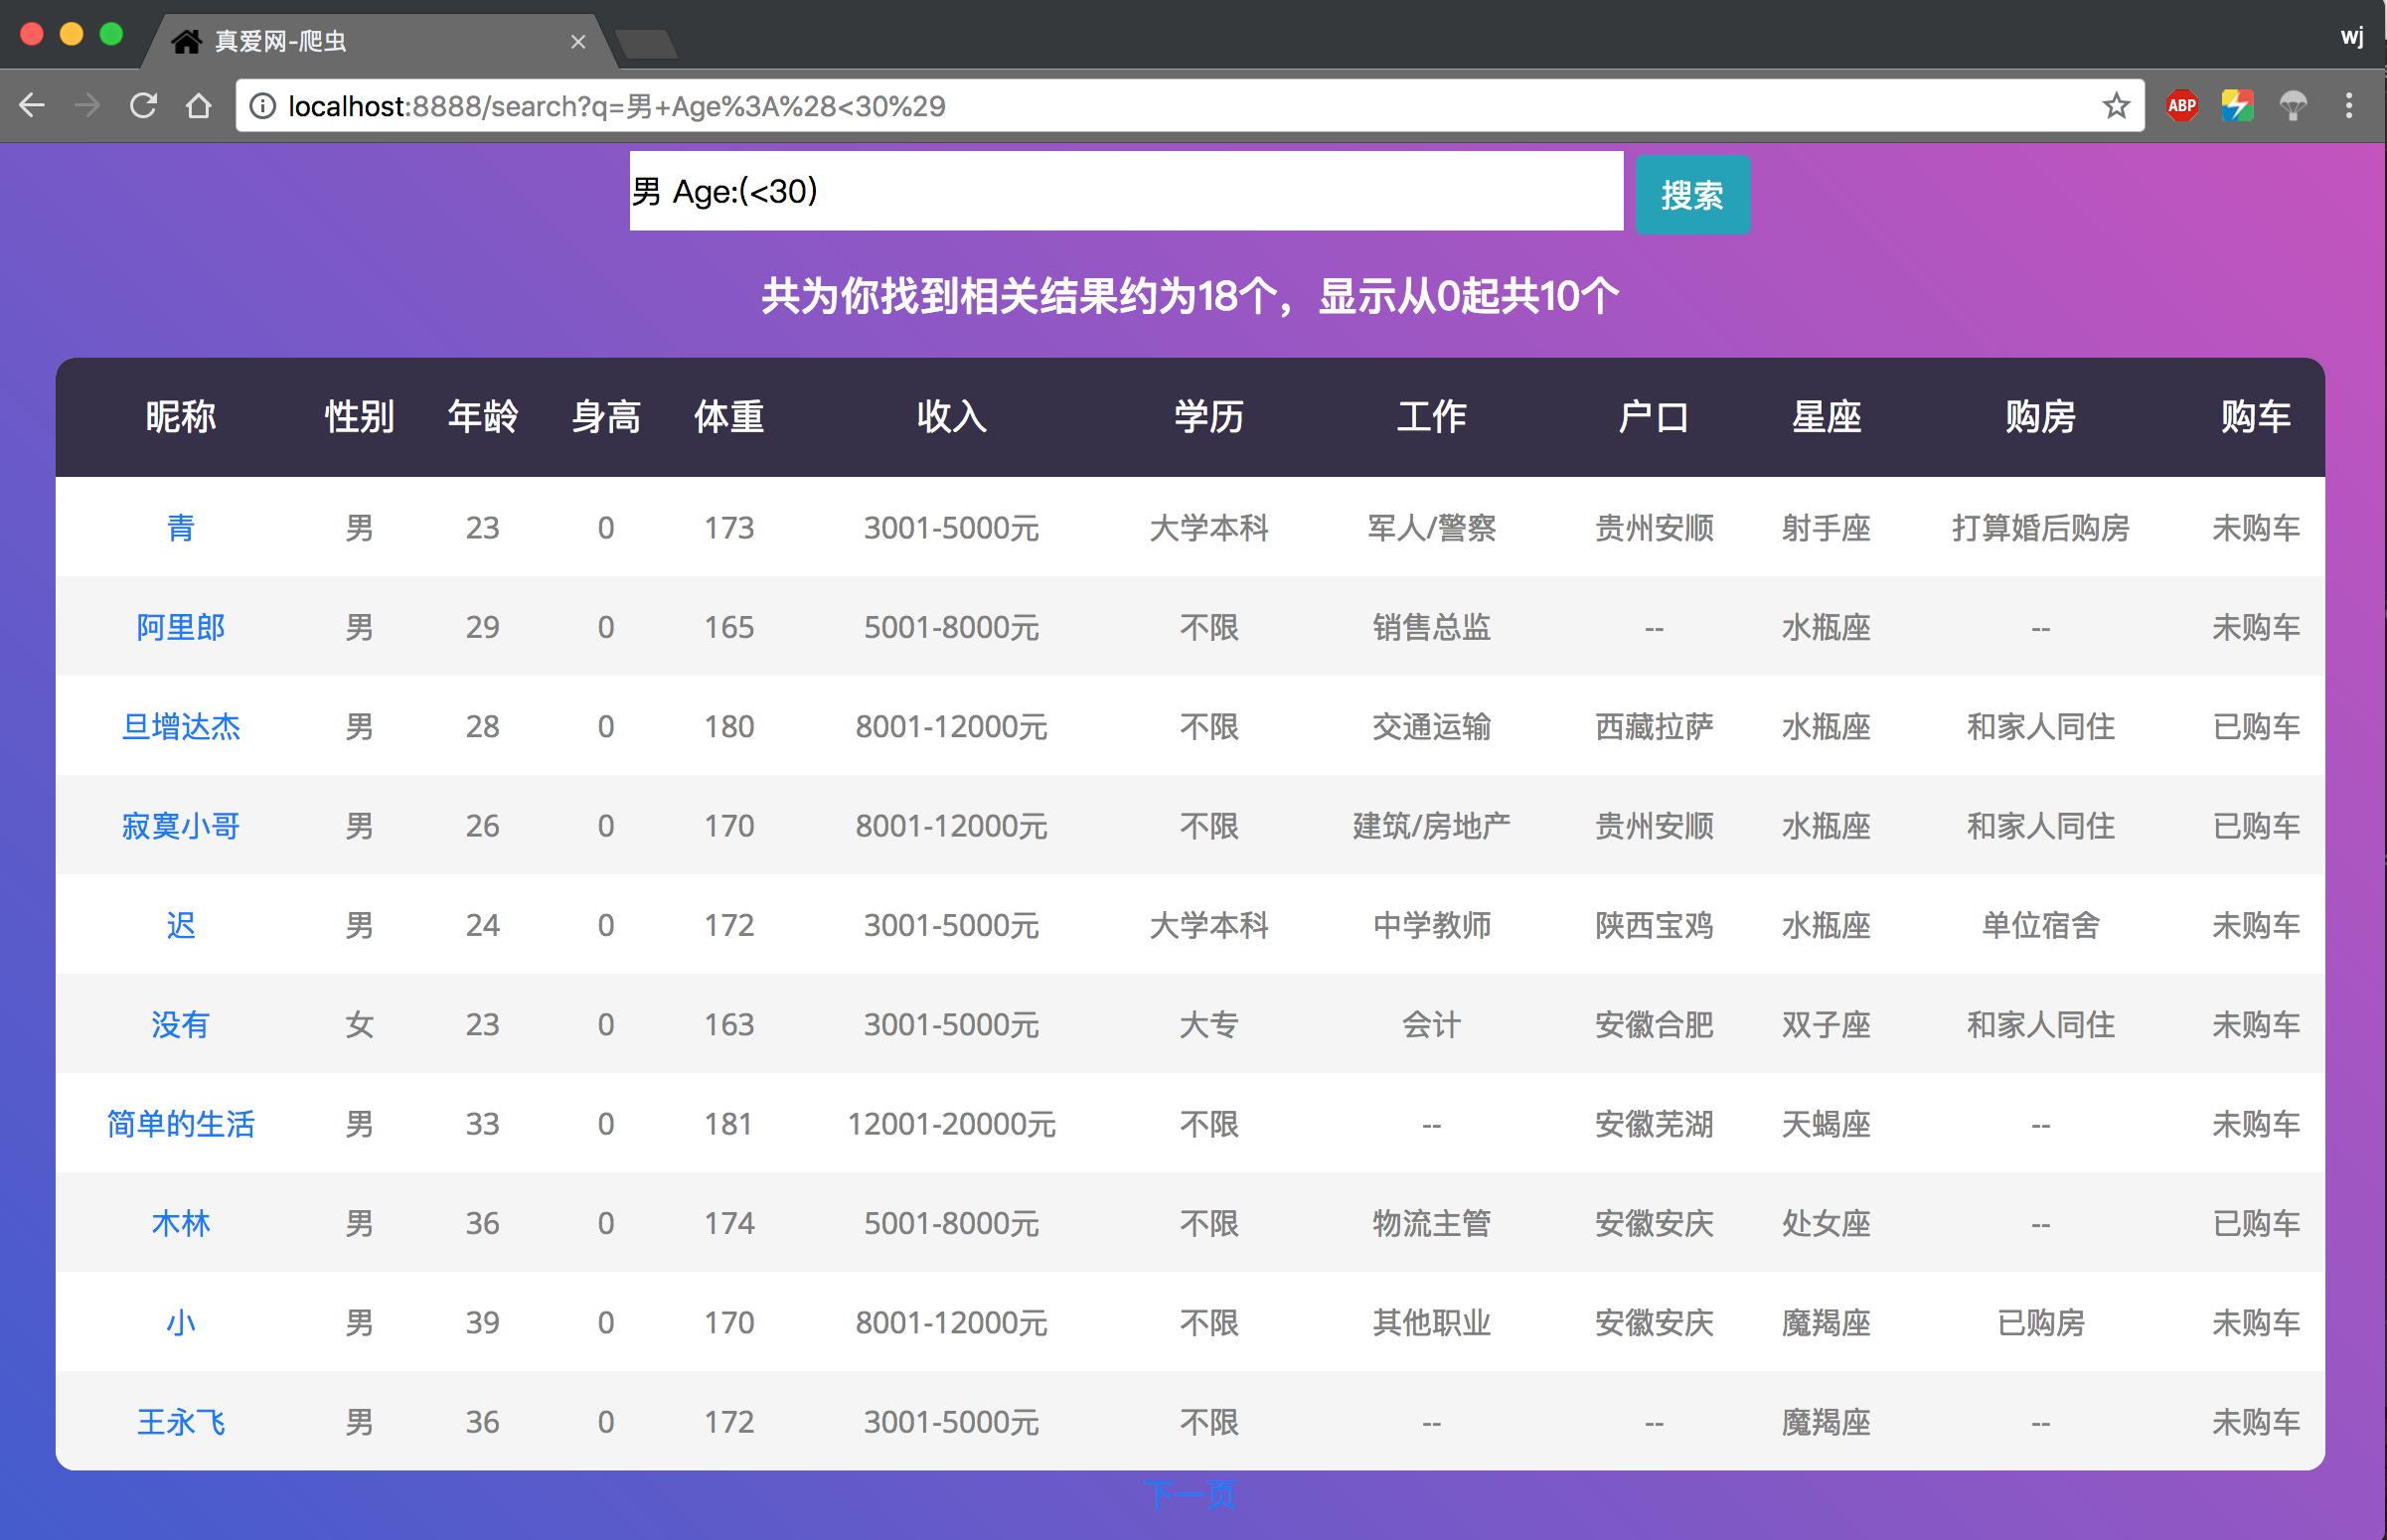 真爱网-爬虫
wj
localhost:8888/search?q=男+Age%3A%28<30%29
ABP
男 Age:(<30)
搜索
共为你找到相关结果约为18个，显示从0起共10个
昵称 性别 年龄 身高 体重 收入 学历 工作 户口 星座 购房 购车
青 男 23 0 173 3001-5000元 大学本科 军人/警察 贵州安顺 射手座 打算婚后购房 未购车
阿里郎 男 29 0 165 5001-8000元 不限 销售总监 -- 水瓶座 -- 未购车
旦增达杰 男 28 0 180 8001-12000元 不限 交通运输 西藏拉萨 水瓶座 和家人同住 已购车
寂寞小哥 男 26 0 170 8001-12000元 不限 建筑/房地产 贵州安顺 水瓶座 和家人同住 已购车
迟 男 24 0 172 3001-5000元 大学本科 中学教师 陕西宝鸡 水瓶座 单位宿舍 未购车
没有 女 23 0 163 3001-5000元 大专 会计 安徽合肥 双子座 和家人同住 未购车
简单的生活 男 33 0 181 12001-20000元 不限 -- 安徽芜湖 天蝎座 -- 未购车
木林 男 36 0 174 5001-8000元 不限 物流主管 安徽安庆 处女座 -- 已购车
小 男 39 0 170 8001-12000元 不限 其他职业 安徽安庆 魔羯座 已购房 未购车
王永飞 男 36 0 172 3001-5000元 不限 -- -- 魔羯座 -- 未购车
下一页